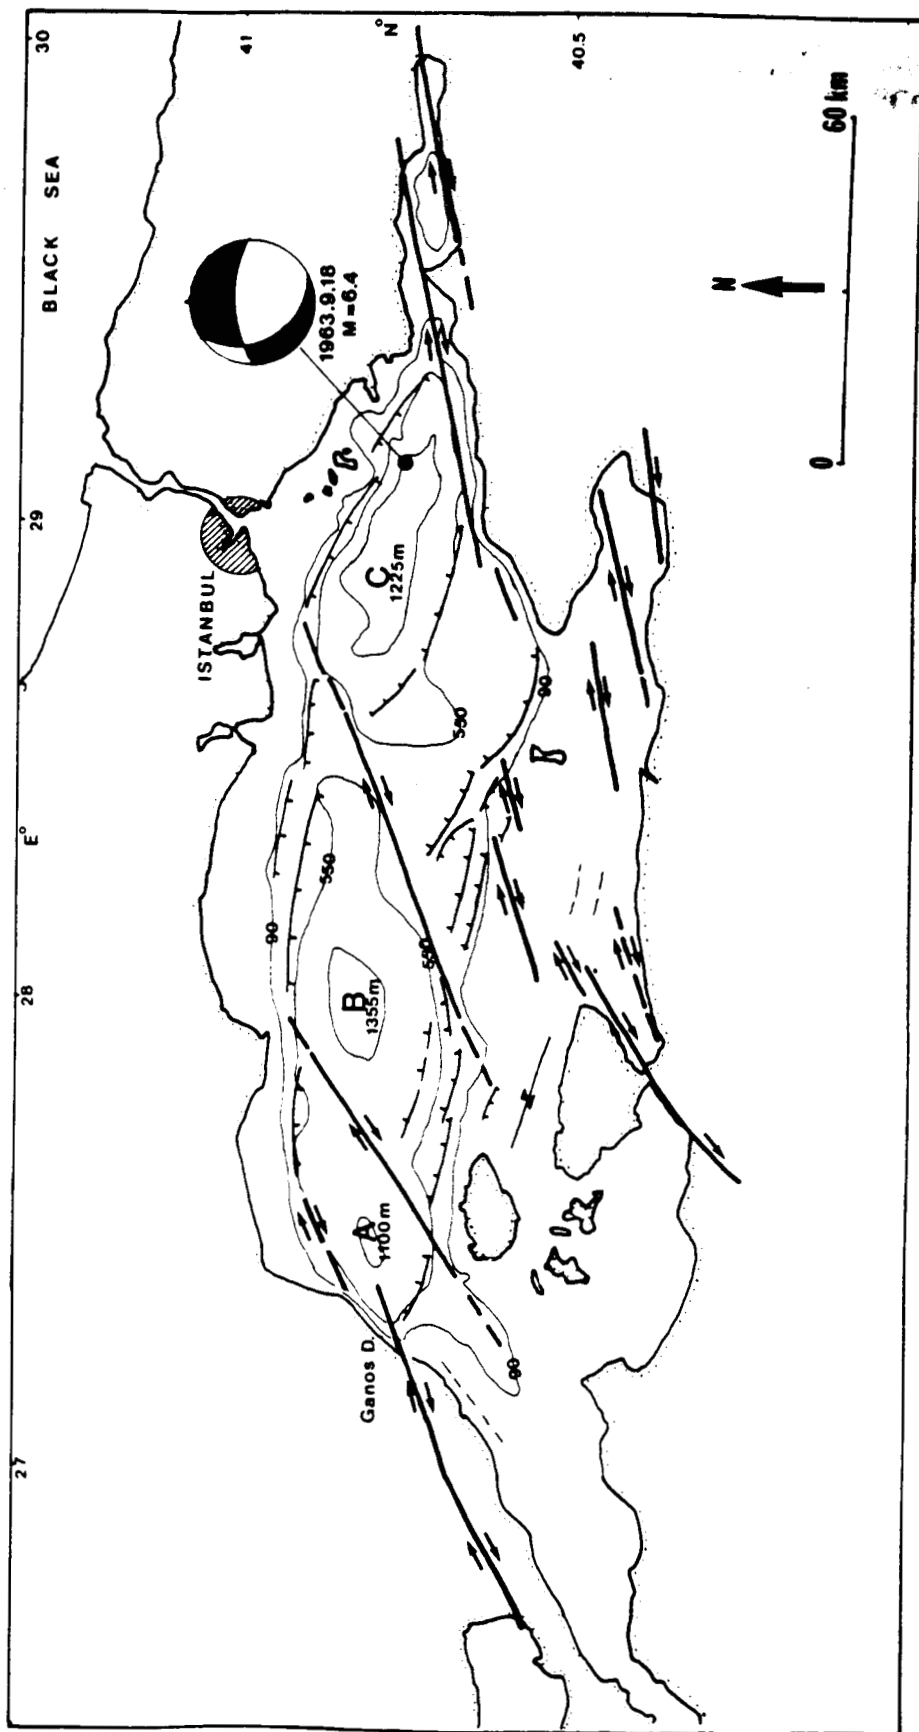 27
28
E°
29
30
BLACK SEA
41
ISTANBUL
°N
1963.9.18
M=6.4
90
550
550
550
90
90
A
1100m
B
1355m
C
1225m
Ganos D.
40.5
N
0
60 km